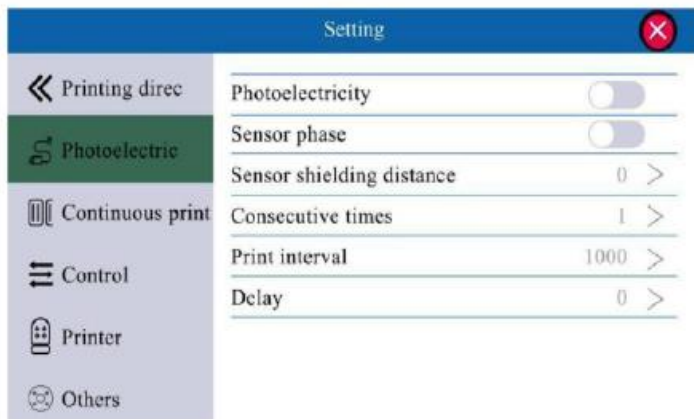 Setting
Printing direc
Photoelectric
Continuous print
Control
Printer
Others
Photoelectricity
Sensor phase
Sensor shielding distance 0 >
Consecutive times 1 >
Print interval 1000 >
Delay 0 >